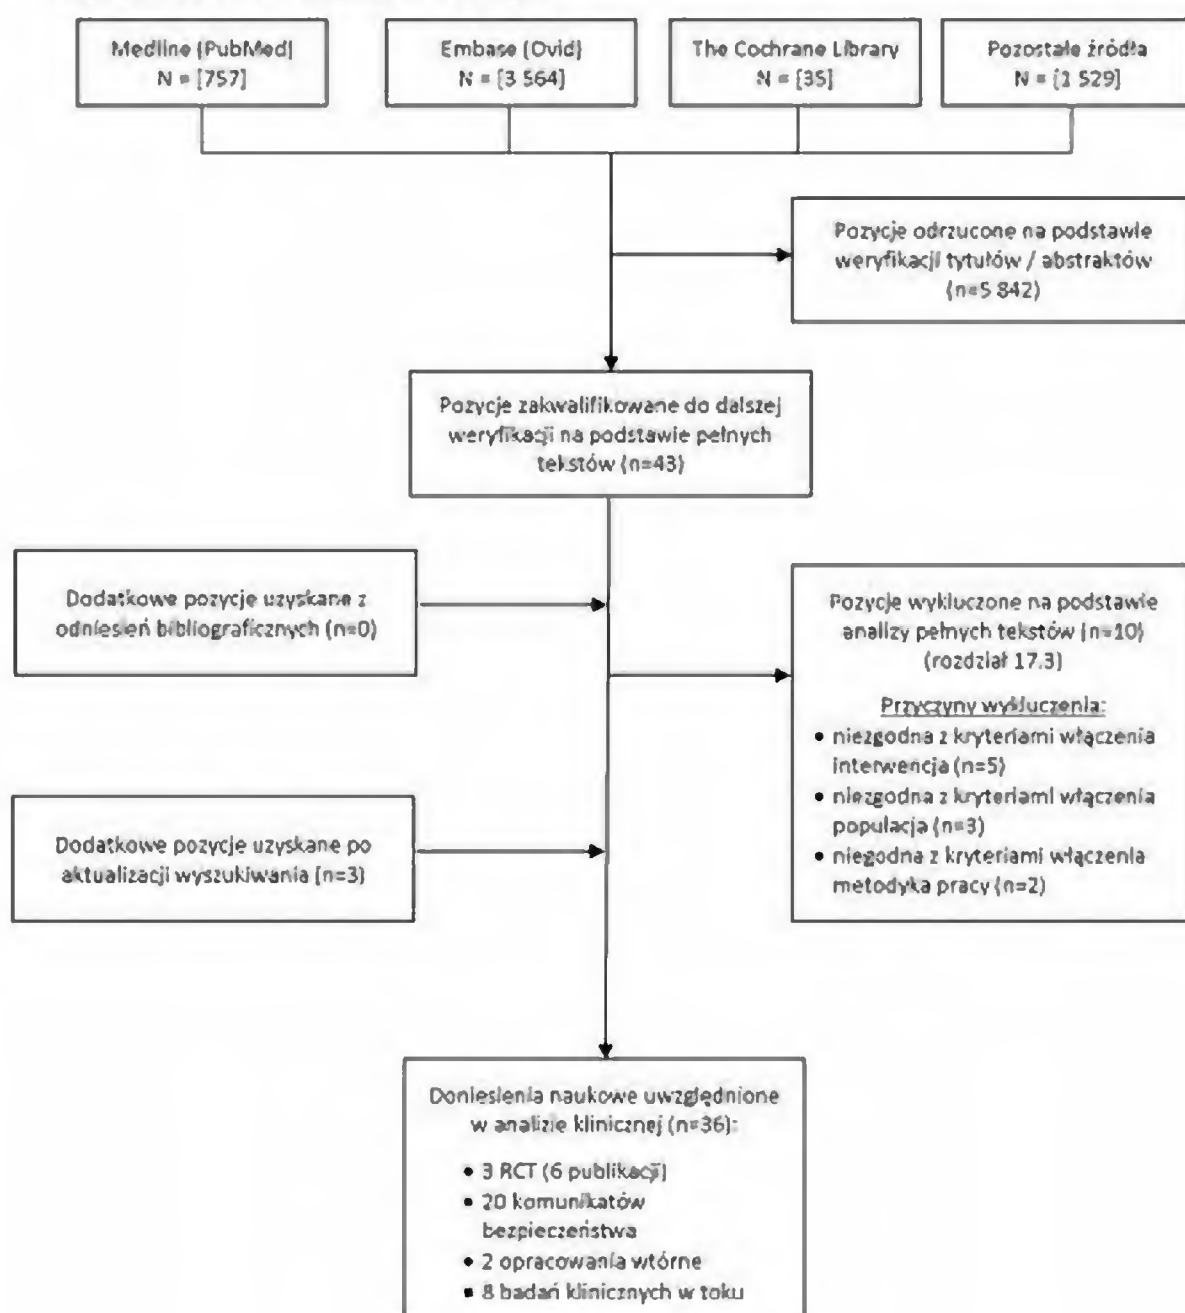 Medline (PubMed)
N = [757]
Embase (Ovid)
N = [3 564]
The Cochrane Library
N = [35]
Pozostałe źródła
N = [1 529]
Pozycje odrzucone na podstawie
weryfikacji tytułów / abstraktów
(n=5 842)
Pozycje zakwalifikowane do dalszej
weryfikacji na podstawie pełnych
tekstów (n=43)
Dodatkowe pozycje uzyskane z
odniesień bibliograficznych (n=0)
Pozycje wykluczone na podstawie
analizy pełnych tekstów (n=10)
(rozdział 17.3)
Przyczyny wykluczenia:
• niezgodna z kryteriami włączenia
interwencja (n=5)
• niezgodna z kryteriami włączenia
populacja (n=3)
• niegodna z kryteriami włączenia
metodyka pracy (n=2)
Dodatkowe pozycje uzyskane po
aktualizacji wyszukiwania (n=3)
Doniesienia naukowe uwzględnione
w analizie klinicznej (n=36):
• 3 RCT (6 publikacji)
• 20 komunikatów
bezpieczeństwa
• 2 opracowania wtórne
• 8 badań klinicznych w toku